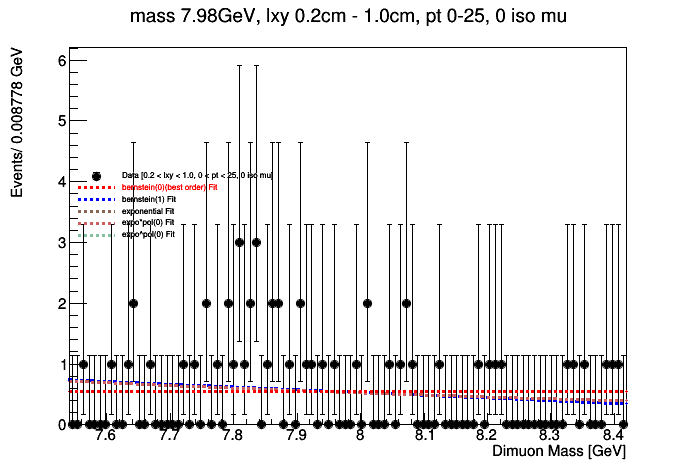 mass 7.98GeV, lxy 0.2cm - 1.0cm, pt 0-25, 0 iso mu
Events/ 0.008778 GeV
6
5
4
3
2
1
0
Data [0.2 < lxy < 1.0, 0 < pt < 25, 0 iso mu]
bernstein(0)(best order) Fit
bernstein(1) Fit
exponential Fit
expo*pol(0) Fit
expo^pol(0) Fit
7.6 7.7 7.8 7.9 8 8.1 8.2 8.3 8.4
Dimuon Mass [GeV]